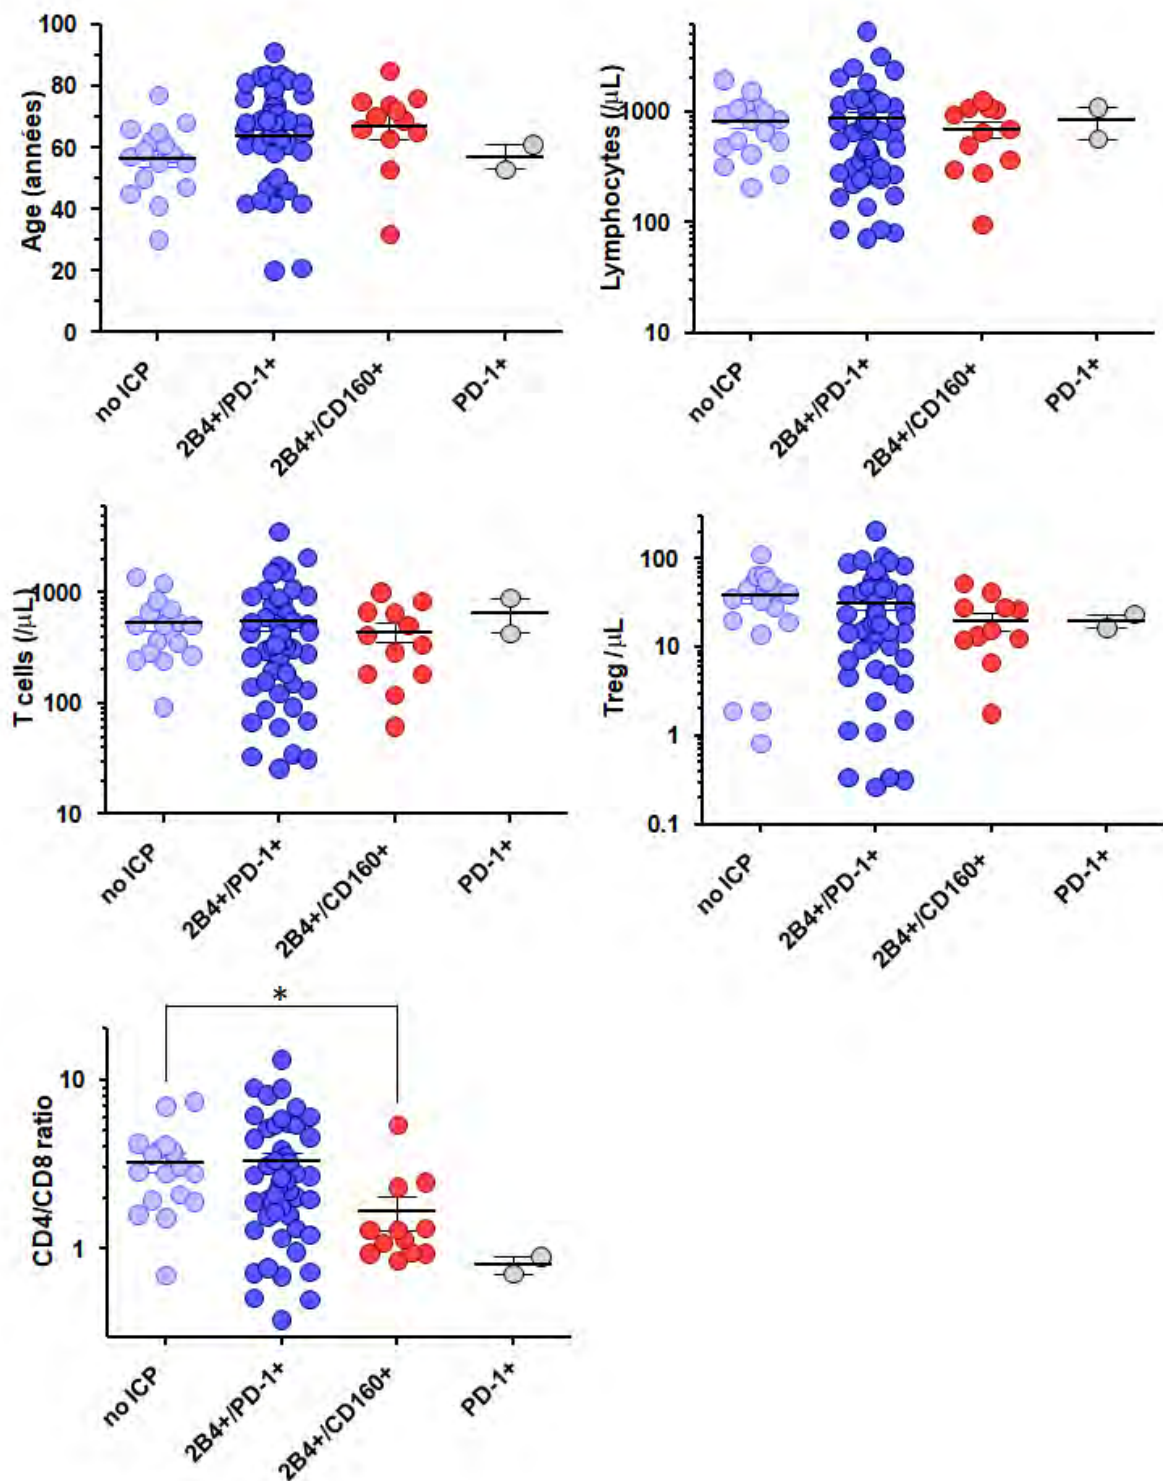 Age (années)
100
80
60
40
20
0
no ICP
2B4+/PD-1+
2B4+/CD160+
PD-1+
Lymphocytes (/µL)
1000
100
10
no ICP
2B4+/PD-1+
2B4+/CD160+
PD-1+
T cells (/µL)
1000
100
10
no ICP
2B4+/PD-1+
2B4+/CD160+
PD-1+
Treg /µL
100
10
1
0.1
no ICP
2B4+/PD-1+
2B4+/CD160+
PD-1+
*
CD4/CD8 ratio
10
1
no ICP
2B4+/PD-1+
2B4+/CD160+
PD-1+